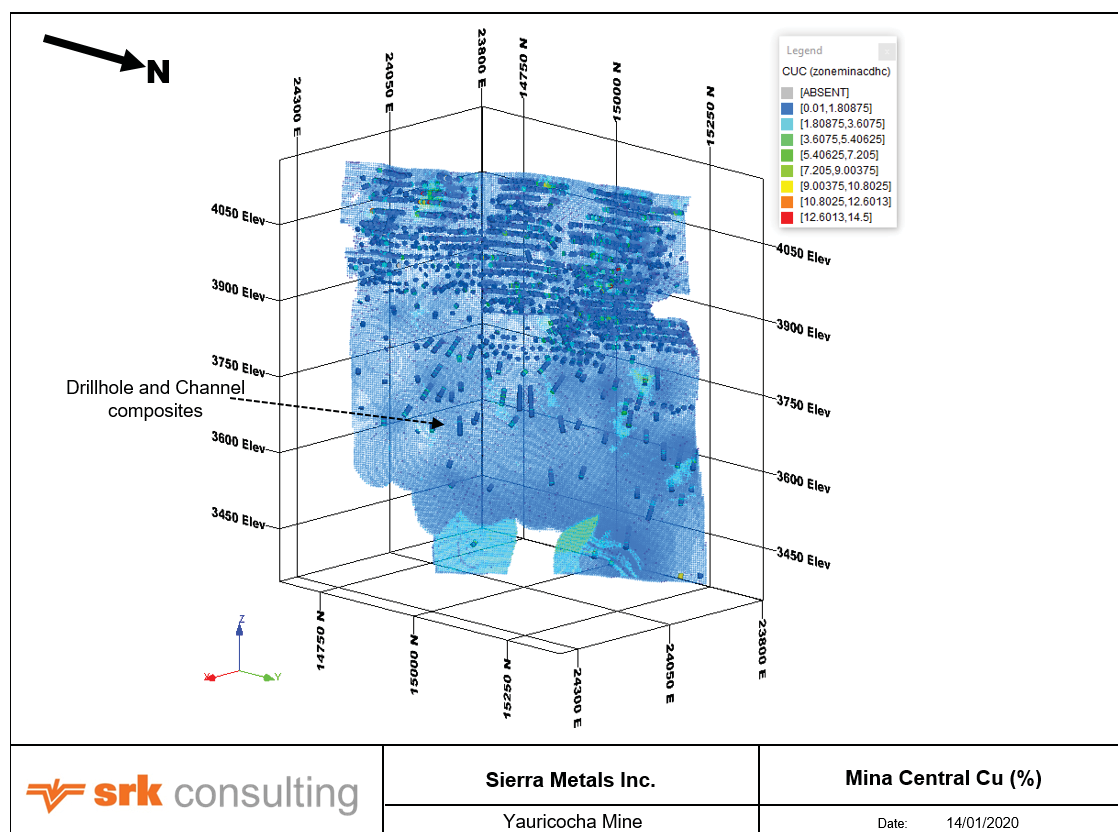 N
24300 E
24050 E
23800 E
14750 N
15000 N
15250 N
Legend
CUC (zoneminacdhc)
[ABSENT]
[0.01,1.80875]
[1.80875,3.6075]
[3.6075,5.40625]
[5.40625,7.205]
[7.205,9.00375]
[9.00375,10.8025]
[10.8025,12.6013]
[12.6013,14.5]
4050 Elev
3900 Elev
3750 Elev
3600 Elev
3450 Elev
4050 Elev
3900 Elev
3750 Elev
3600 Elev
3450 Elev
Drillhole and Channel
composites
14750 N
15000 N
15250 N
24300 E
24050 E
23800 E
Z
X
Y
srk consulting
Sierra Metals Inc.
Yauricocha Mine
Mina Central Cu (%)
Date: 14/01/2020